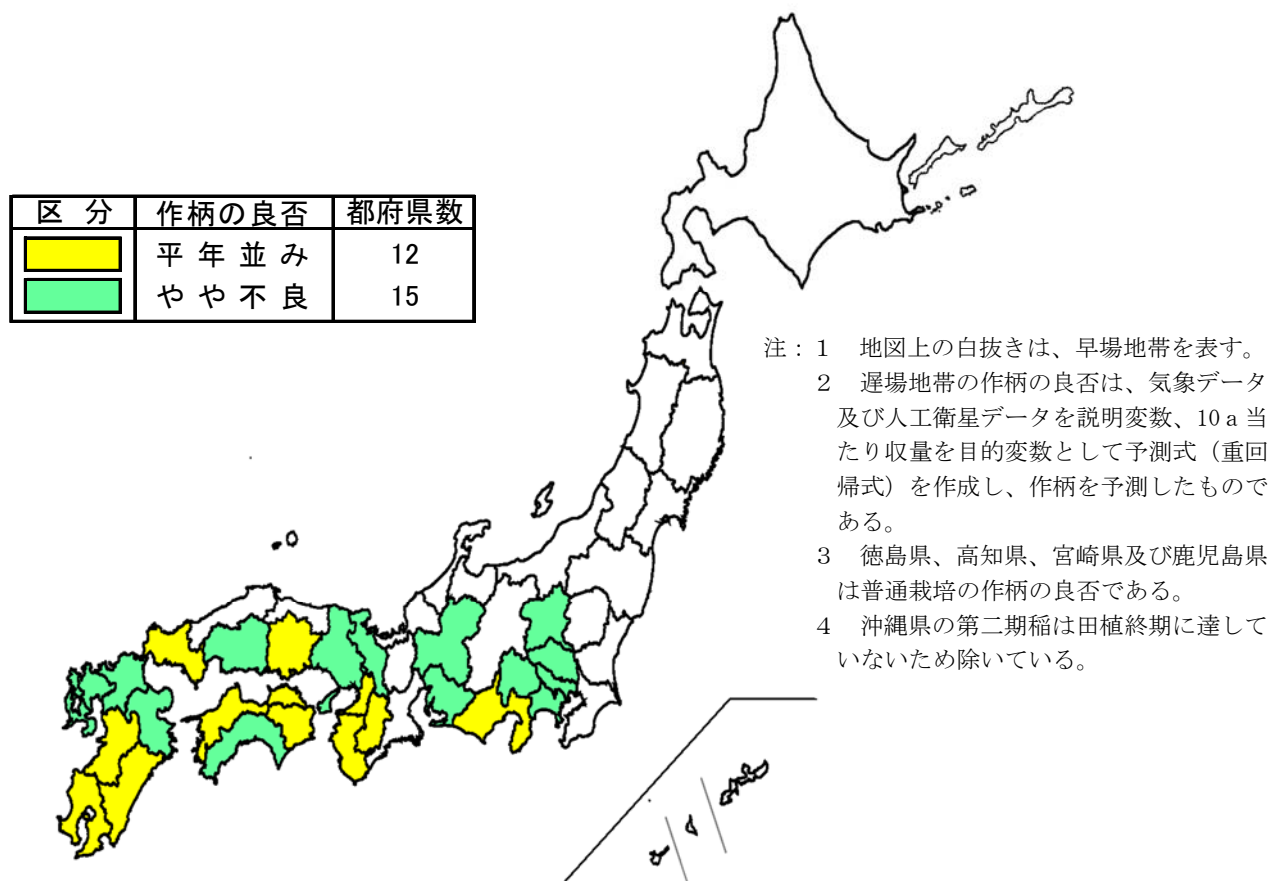 区 分 作柄の良否 都府県数
平 年 並 み 12
や や 不 良 15
注：１ 地図上の白抜きは、早場地帯を表す。
２ 遅場地帯の作柄の良否は、気象データ
及び人工衛星データを説明変数、10ａ当
たり収量を目的変数として予測式（重回
帰式）を作成し、作柄を予測したもので
ある。
３ 徳島県、高知県、宮崎県及び鹿児島県
は普通栽培の作柄の良否である。
４ 沖縄県の第二期稲は田植終期に達して
いないため除いている。